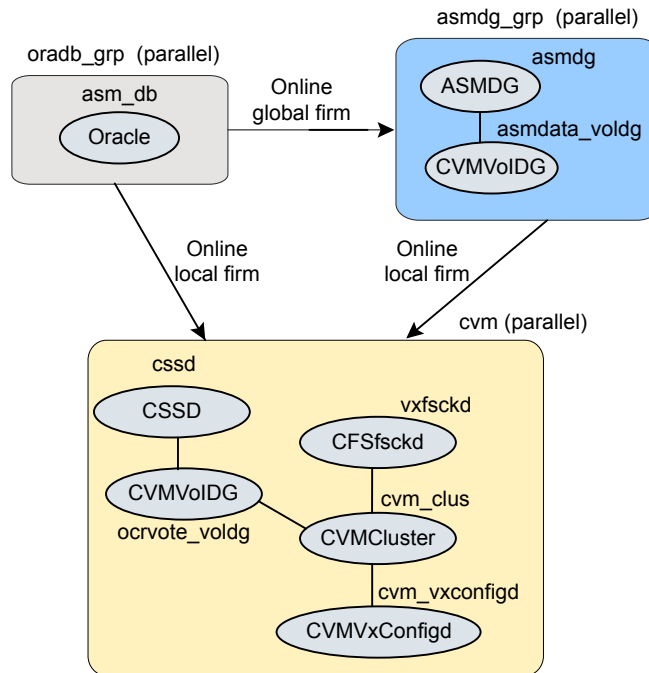 asmdg_grp (parallel)
oradb_grp (parallel)
asmdg
asm_db
Online
global firm
ASMDG
Oracle
asmdata_voldg
CVMVolDG
Online
local firm
Online
local firm
cvm (parallel)
cssd
CSSD
vxfsckd
CFSfsckd
CVMVolDG
cvm_clus
ocrvote_voldg
CVMCluster
cvm_vxconfigd
CVMVxConfigd